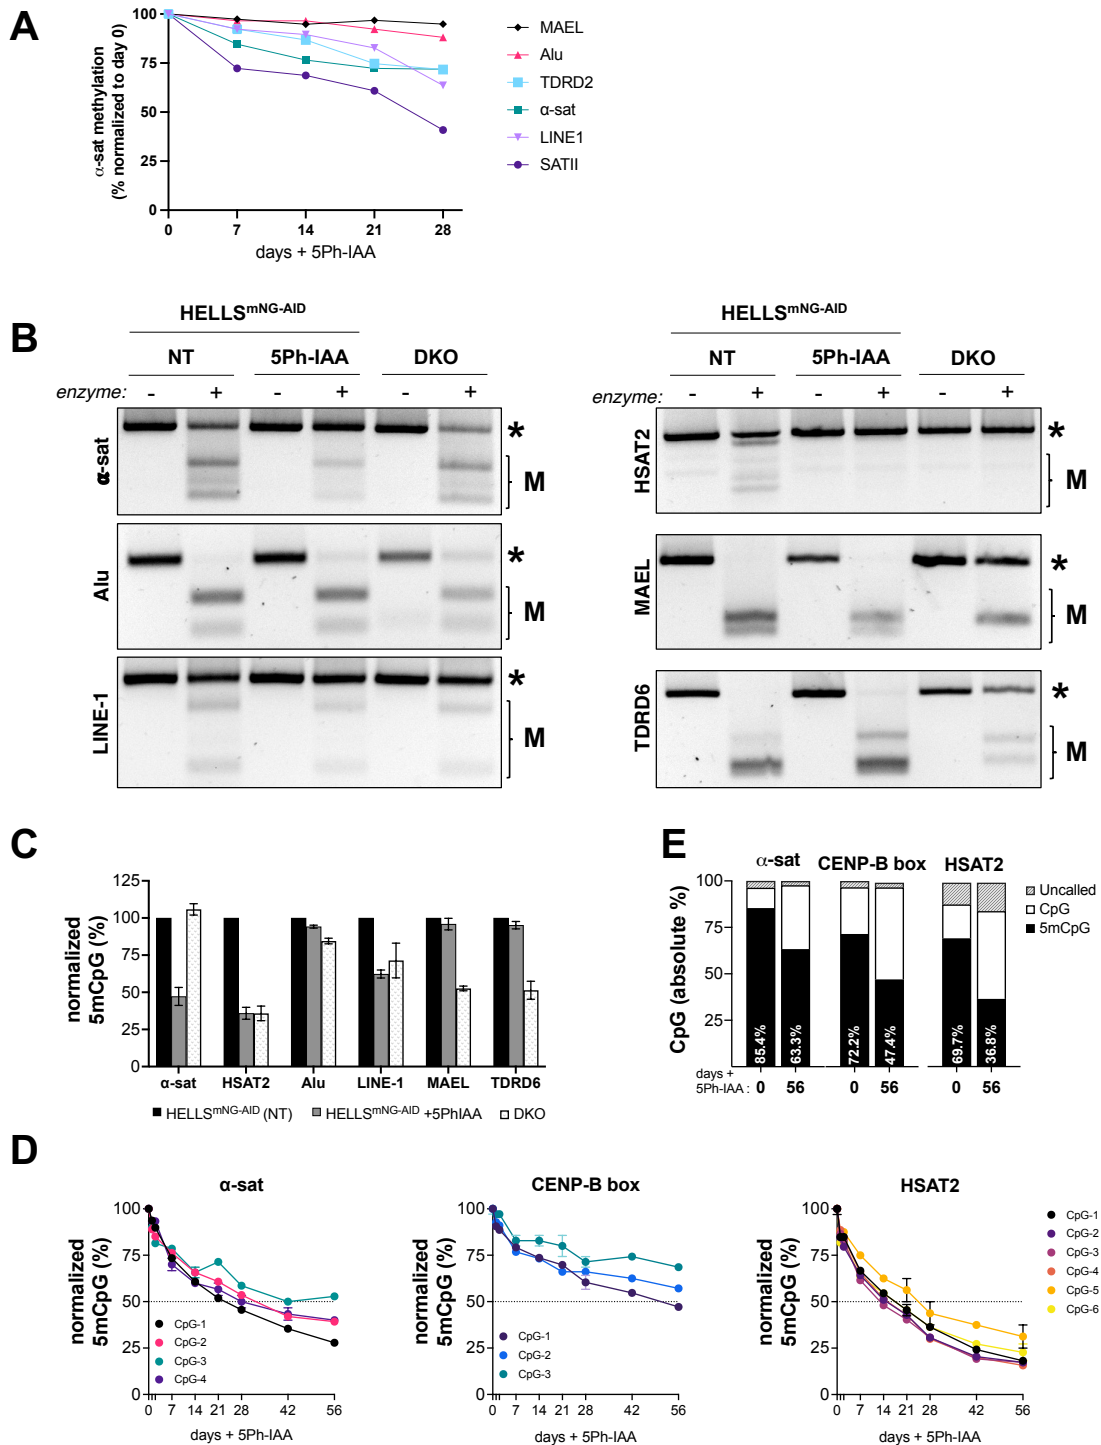 A
α-sat methylation
(% normalized to day 0)
100
75
50
25
0
0 7 14 21 28
days + 5Ph-IAA
MAEL
Alu
TDRD2
α-sat
LINE1
SATII
B
HELLSmNG-AID
NT 5Ph-IAA DKO
enzyme: - + - + - +
α-sat * M
Alu * M
LINE-1 * M
HELLSmNG-AID
NT 5Ph-IAA DKO
enzyme: - + - + - +
HSAT2 * M
MAEL * M
TDRD6 * M
C
normalized
5mCpG (%)
125
100
75
50
25
0
α-sat HSAT2 Alu LINE-1 MAEL TDRD6
HELLSmNG-AID (NT) HELLSmNG-AID +5PhIAA DKO
E
α-sat CENP-B box HSAT2
CpG (absolute %)
100
75
50
25
85.4% 63.3% 72.2% 47.4% 69.7% 36.8%
days +
5Ph-IAA : 0 56 0 56 0 56
Uncalled
CpG
5mCpG
D
α-sat
normalized
5mCpG (%)
100
75
50
25
0
CpG-1
CpG-2
CpG-3
CpG-4
0 7 14 21 28 42 56
days + 5Ph-IAA
CENP-B box
normalized
5mCpG (%)
100
75
50
25
0
CpG-1
CpG-2
CpG-3
0 7 14 21 28 42 56
days + 5Ph-IAA
HSAT2
normalized
5mCpG (%)
100
75
50
25
0
0 7 14 21 28 42 56
days + 5Ph-IAA
CpG-1
CpG-2
CpG-3
CpG-4
CpG-5
CpG-6